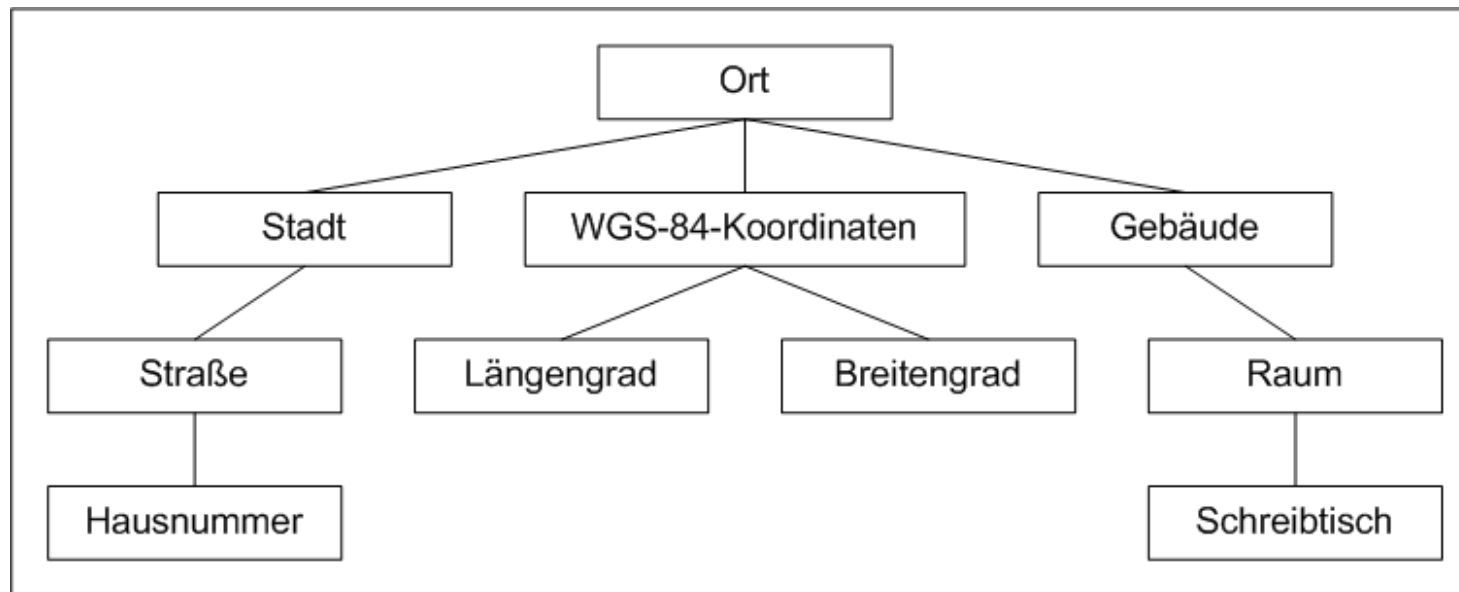 Ort
Stadt
WGS-84-Koordinaten
Gebäude
Straße
Längengrad
Breitengrad
Raum
Hausnummer
Schreibtisch